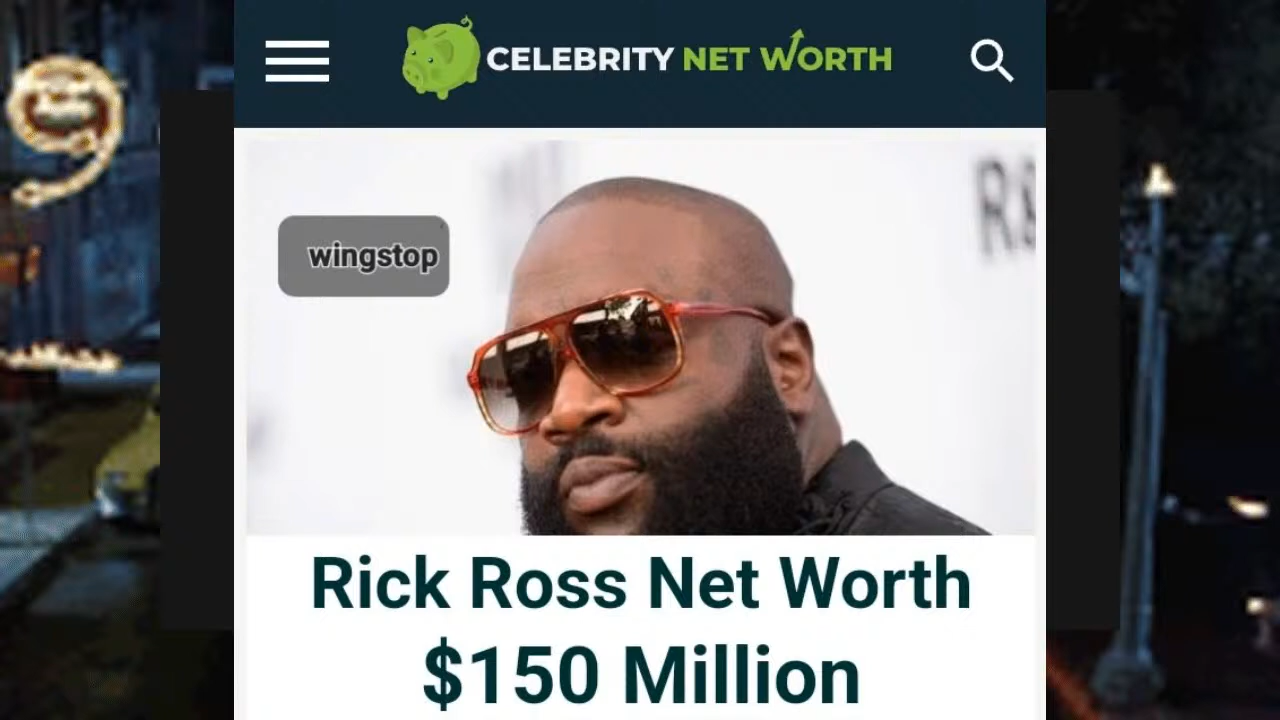 CELEBRITY NET WORTH
wingstop
R&
Rick Ross Net Worth
$150 Million